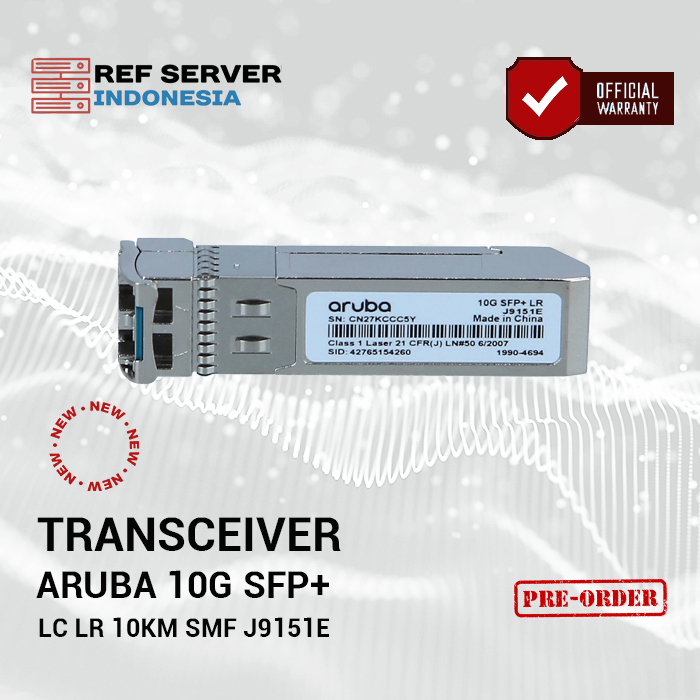 REF SERVER
INDONESIA
OFFICIAL
WARRANTY
aruba
SN: CN27KCCC5Y
10G SFP+ LR
J9151E
Made in China
Class 1 Laser 21 CFR(J) LN#50 6/2007
SID: 42765154260
1990-4694
NEW • NEW • NEW • NEW • NEW • NEW •
TRANSCEIVER
ARUBA 10G SFP+
LC LR 10KM SMF J9151E
PRE-ORDER